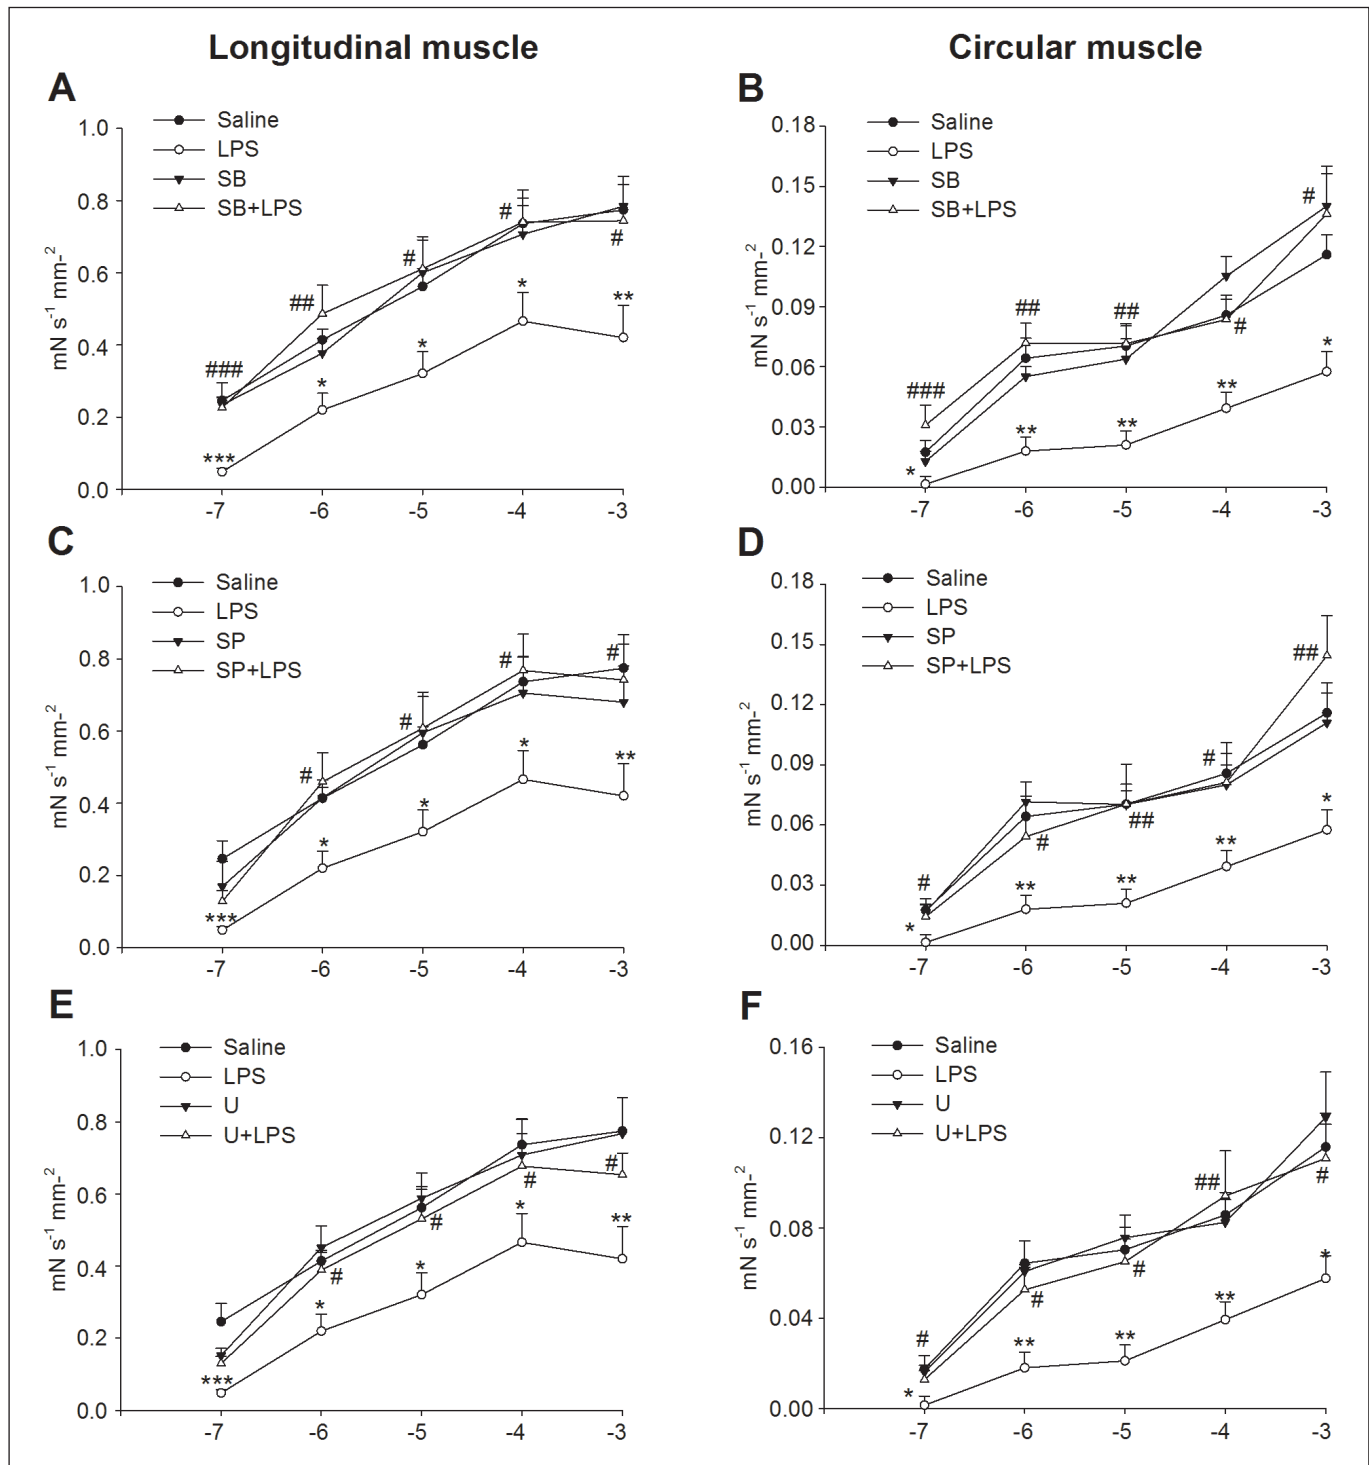 Longitudinal muscle
Circular muscle
A
Saline
LPS
SB
SB+LPS
mN s-1 mm-2
1.0
0.8
0.6
0.4
0.2
0.0
-7 -6 -5 -4 -3
### ## # # #
*** * * * **
B
Saline
LPS
SB
SB+LPS
mN s-1 mm-2
0.18
0.15
0.12
0.09
0.06
0.03
0.00
-7 -6 -5 -4 -3
### ## ## # #
* ** ** ** *
C
Saline
LPS
SP
SP+LPS
mN s-1 mm-2
1.0
0.8
0.6
0.4
0.2
0.0
-7 -6 -5 -4 -3
# # # #
*** * * * **
D
Saline
LPS
SP
SP+LPS
mN s-1 mm-2
0.18
0.15
0.12
0.09
0.06
0.03
0.00
-7 -6 -5 -4 -3
# # ## # ##
* ** ** ** *
E
Saline
LPS
U
U+LPS
mN s-1 mm-2
1.0
0.8
0.6
0.4
0.2
0.0
-7 -6 -5 -4 -3
# # # #
*** * * * **
F
Saline
LPS
U
U+LPS
mN s-1 mm-2
0.16
0.12
0.08
0.04
0.00
-7 -6 -5 -4 -3
# # # ## #
* ** ** ** *